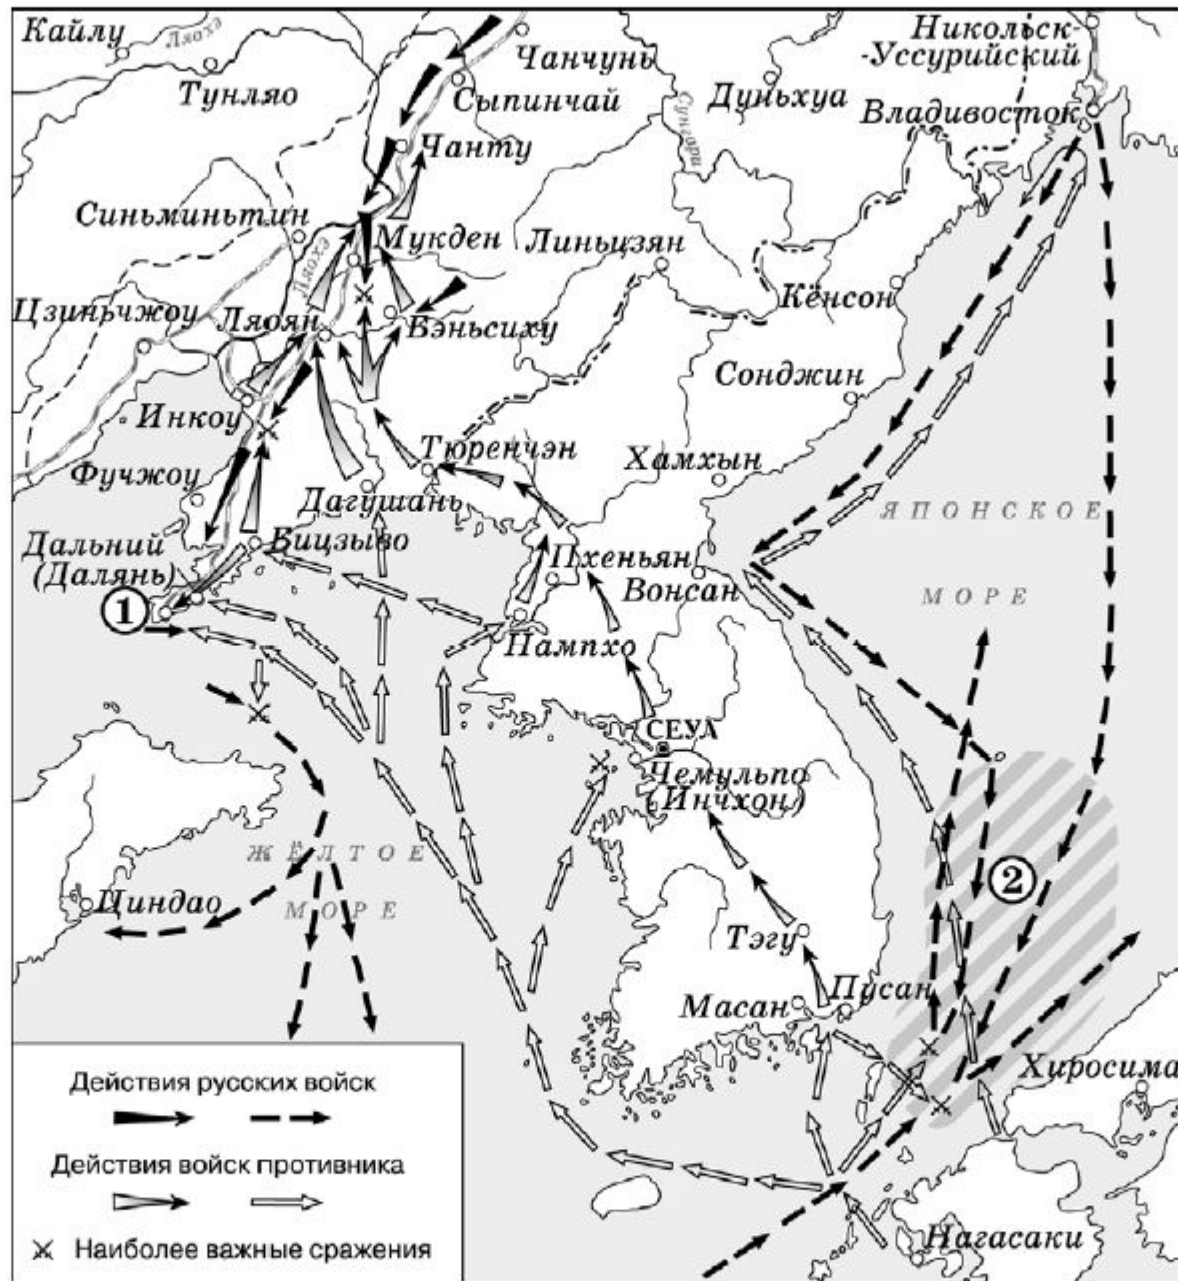 Кайлу
Ляохэ
Тунляо
Чанчунь
Сыпинчай
Чанту
Сунгари
Дуньхуа
Никольск-
-Уссурийский
Владивосток
Синьминьтин
Ляохэ
Мукден
Линьцзян
Цзиньчжоу
Ляоян
Бэньсиху
Кёнсон
Сонджин
Инкоу
Тюренчэн
Хамхын
Фучжоу
Дагушань
ЯПОНСКОЕ
МОРЕ
Дальний
(Далянь)
Бицзыво
Пхеньян
Вонсан
1
Нампхо
СЕУЛ
Чемульпо
(Инчхон)
ЖЁЛТОЕ
МОРЕ
2
Циндао
Тэгу
Масан
Пусан
Хиросима
Нагасаки
Действия русских войск
Действия войск противника
Наиболее важные сражения